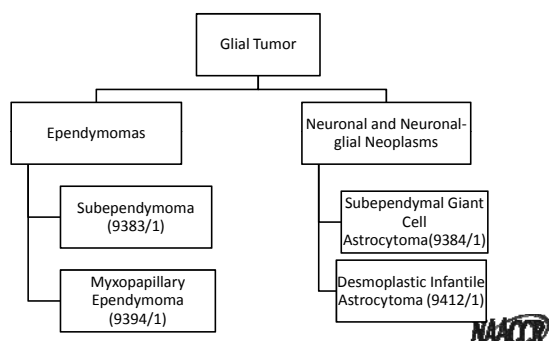 Glial Tumor
Ependymomas
Neuronal and Neuronal-
glial Neoplasms
Subependymoma
(9383/1)
Subependymal Giant
Cell
Astrocytoma(9384/1)
Myxopapillary
Ependymoma
(9394/1)
Desmoplastic Infantile
Astrocytoma (9412/1)
NAACCR